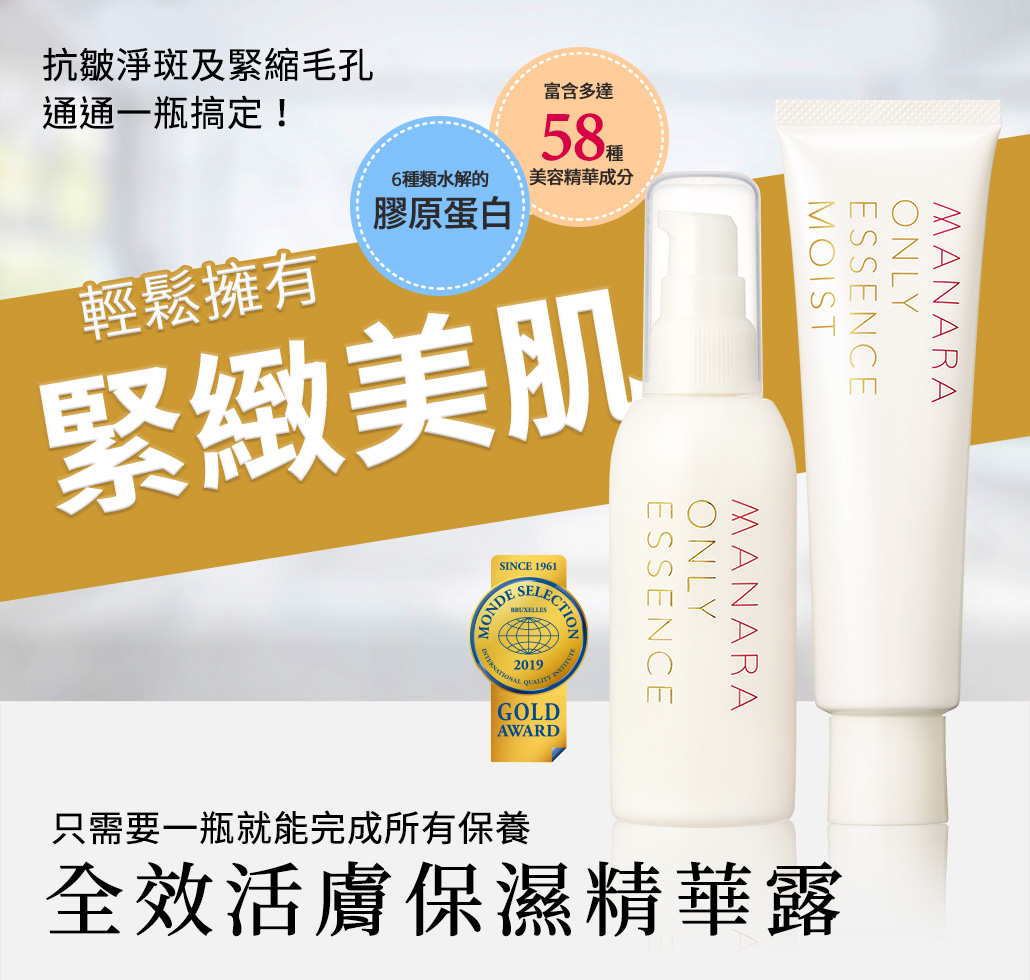 抗皺淨斑及緊縮毛孔
通通一瓶搞定！
富含多達
58種
美容精華成分
6種類水解的
膠原蛋白
輕鬆擁有
緊緻美肌
MANARA
ONLY
ESSENCE
MOIST
MANARA
ONLY
ESSENCE
SINCE 1961
MONDE SELECTION
BRUXELLES
2019
INTERNATIONAL QUALITY INSTITUTE
GOLD
AWARD
只需要一瓶就能完成所有保養
全效活膚保濕精華露